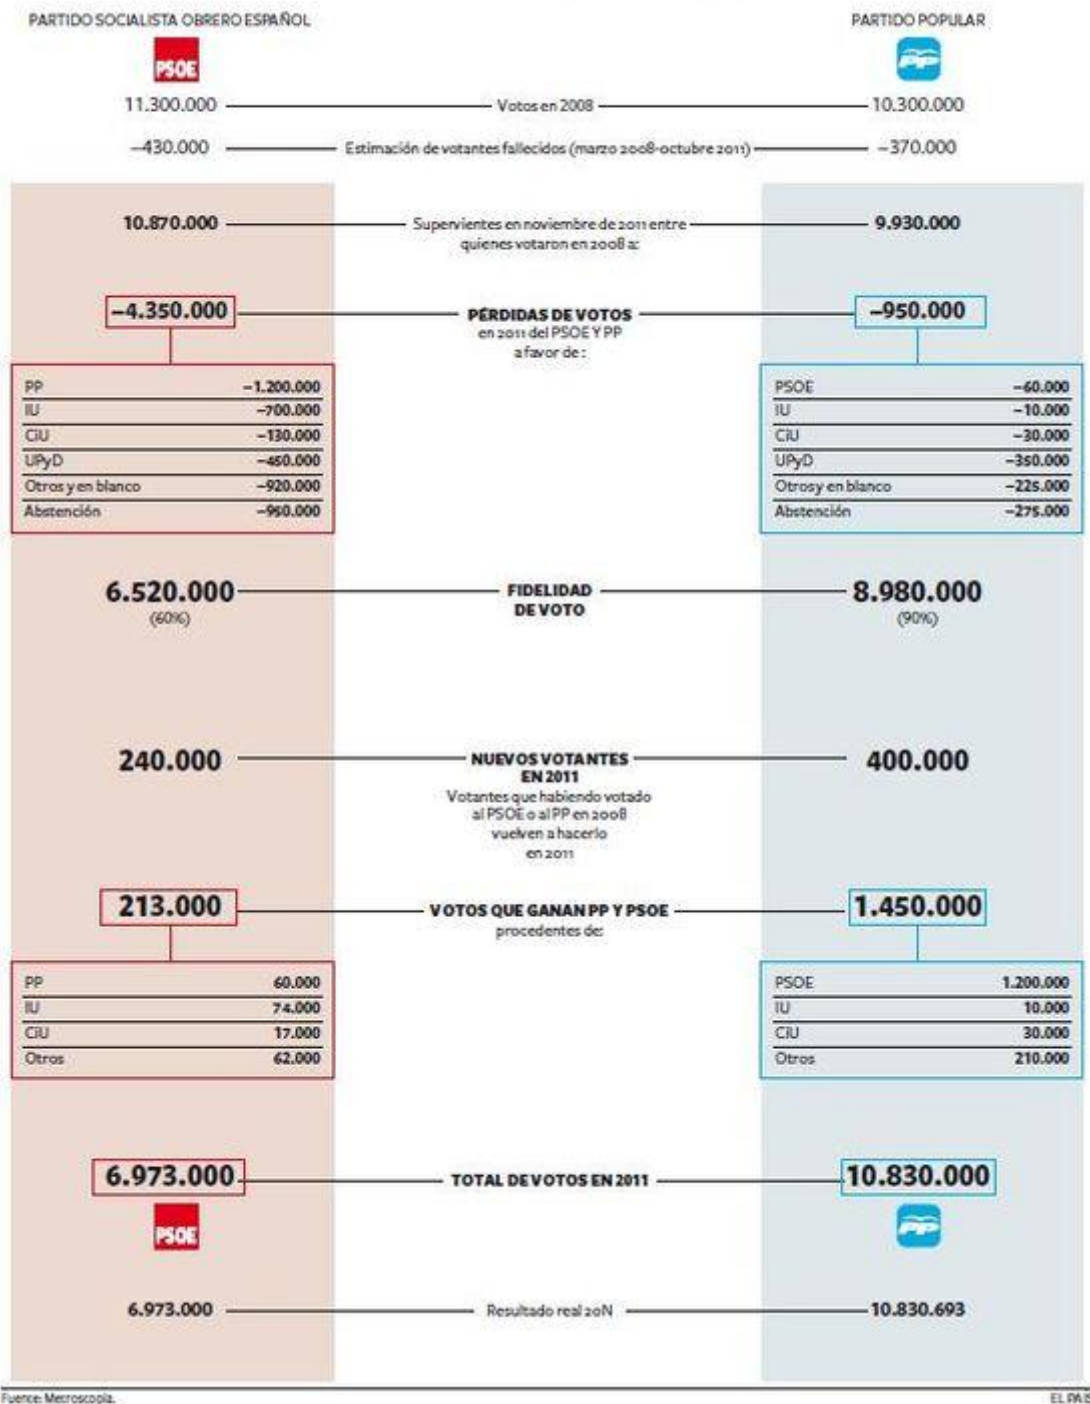 PARTIDO SOCIALISTA OBRERO ESPAÑOL PARTIDO POPULAR
PSOE PP
11.300.000 Votos en 2008 10.300.000
–430.000 Estimación de votantes fallecidos (marzo 2008-octubre 2011) –370.000
10.870.000 Supervientes en noviembre de 2011 entre 9.930.000
quienes votaron en 2008 a:
–4.350.000 PÉRDIDAS DE VOTOS –950.000
en 2011 del PSOE Y PP
a favor de :
PP –1.200.000 PSOE –60.000
IU –700.000 IU –10.000
CiU –130.000 CiU –30.000
UPyD –450.000 UPyD –350.000
Otros y en blanco –920.000 Otros y en blanco –225.000
Abstención –950.000 Abstención –275.000
6.520.000 FIDELIDAD 8.980.000
(60%) DE VOTO (90%)
240.000 NUEVOS VOTANTES 400.000
EN 2011
Votantes que habiendo votado
al PSOE o al PP en 2008
vuelven a hacerlo
en 2011
213.000 VOTOS QUE GANAN PP Y PSOE 1.450.000
procedentes de:
PP 60.000 PSOE 1.200.000
IU 74.000 IU 10.000
CiU 17.000 CiU 30.000
Otros 62.000 Otros 210.000
6.973.000 TOTAL DE VOTOS EN 2011 10.830.000
PSOE PP
6.973.000 Resultado real 20N 10.830.693
Fuente: Metroscopia. EL PAÍS